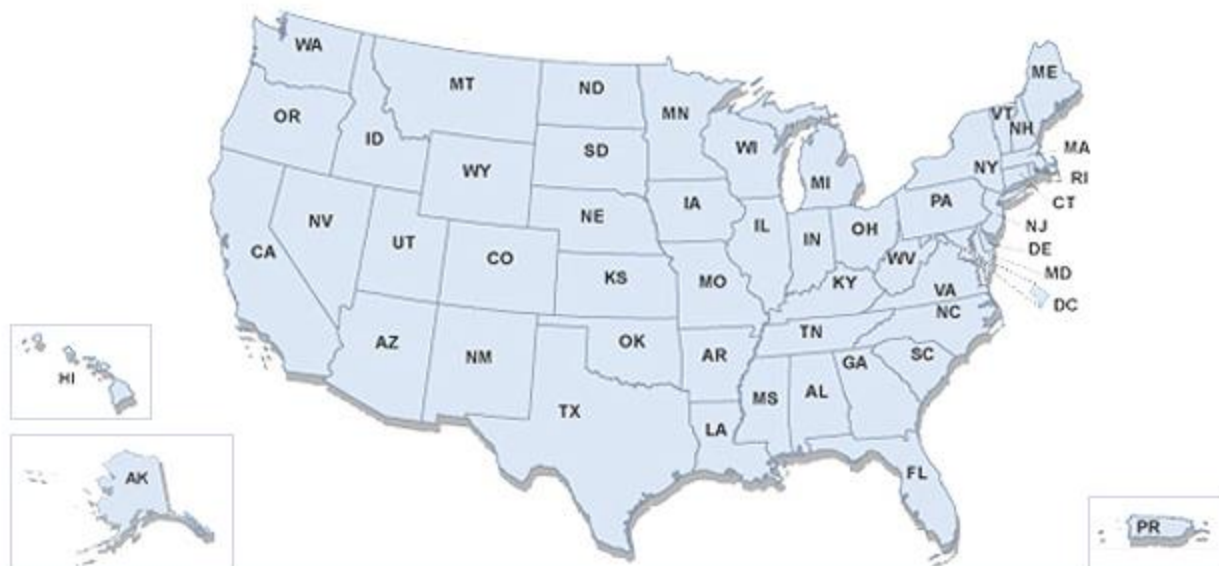 WA
MT
ND
MN
ME
VT
NH
OR
ID
SD
WI
MI
NY
MA
RI
CT
WY
IA
NE
PA
NJ
DE
MD
DC
NV
UT
CO
CA
KS
MO
IL
IN
OH
WV
KY
VA
NC
TN
AZ
NM
OK
AR
SC
GA
MS
AL
TX
LA
FL
HI
AK
PR